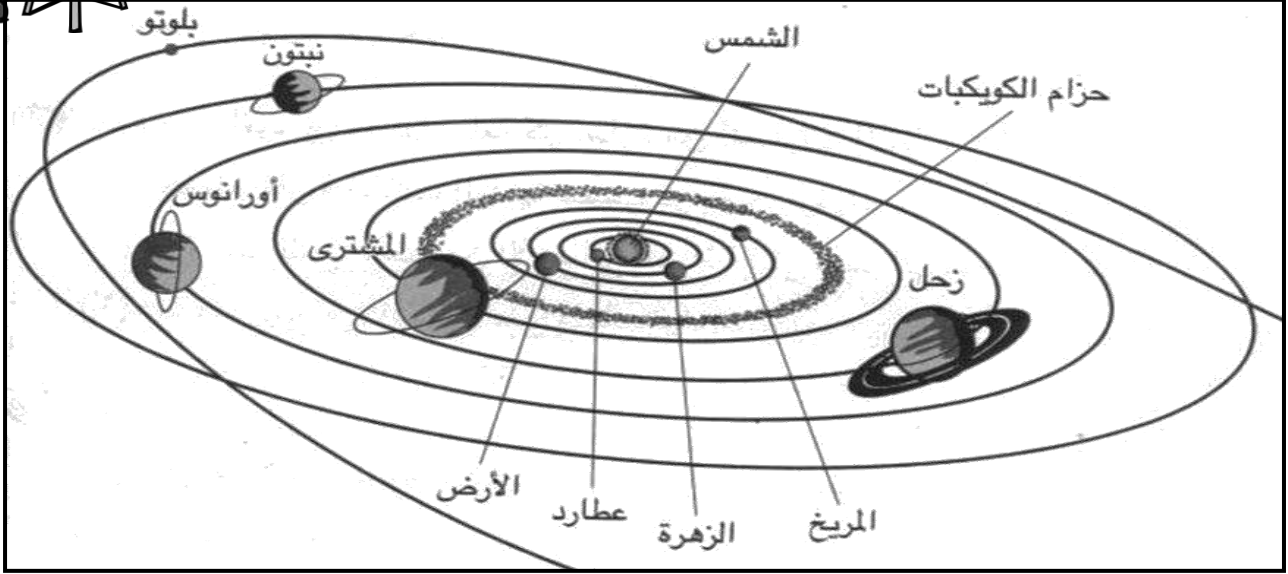 بلوتو
نبتون
الشمس
حزام الكويكبات
أورانوس
المشترى
زحل
الأرض
عطارد
الزهرة
المريخ